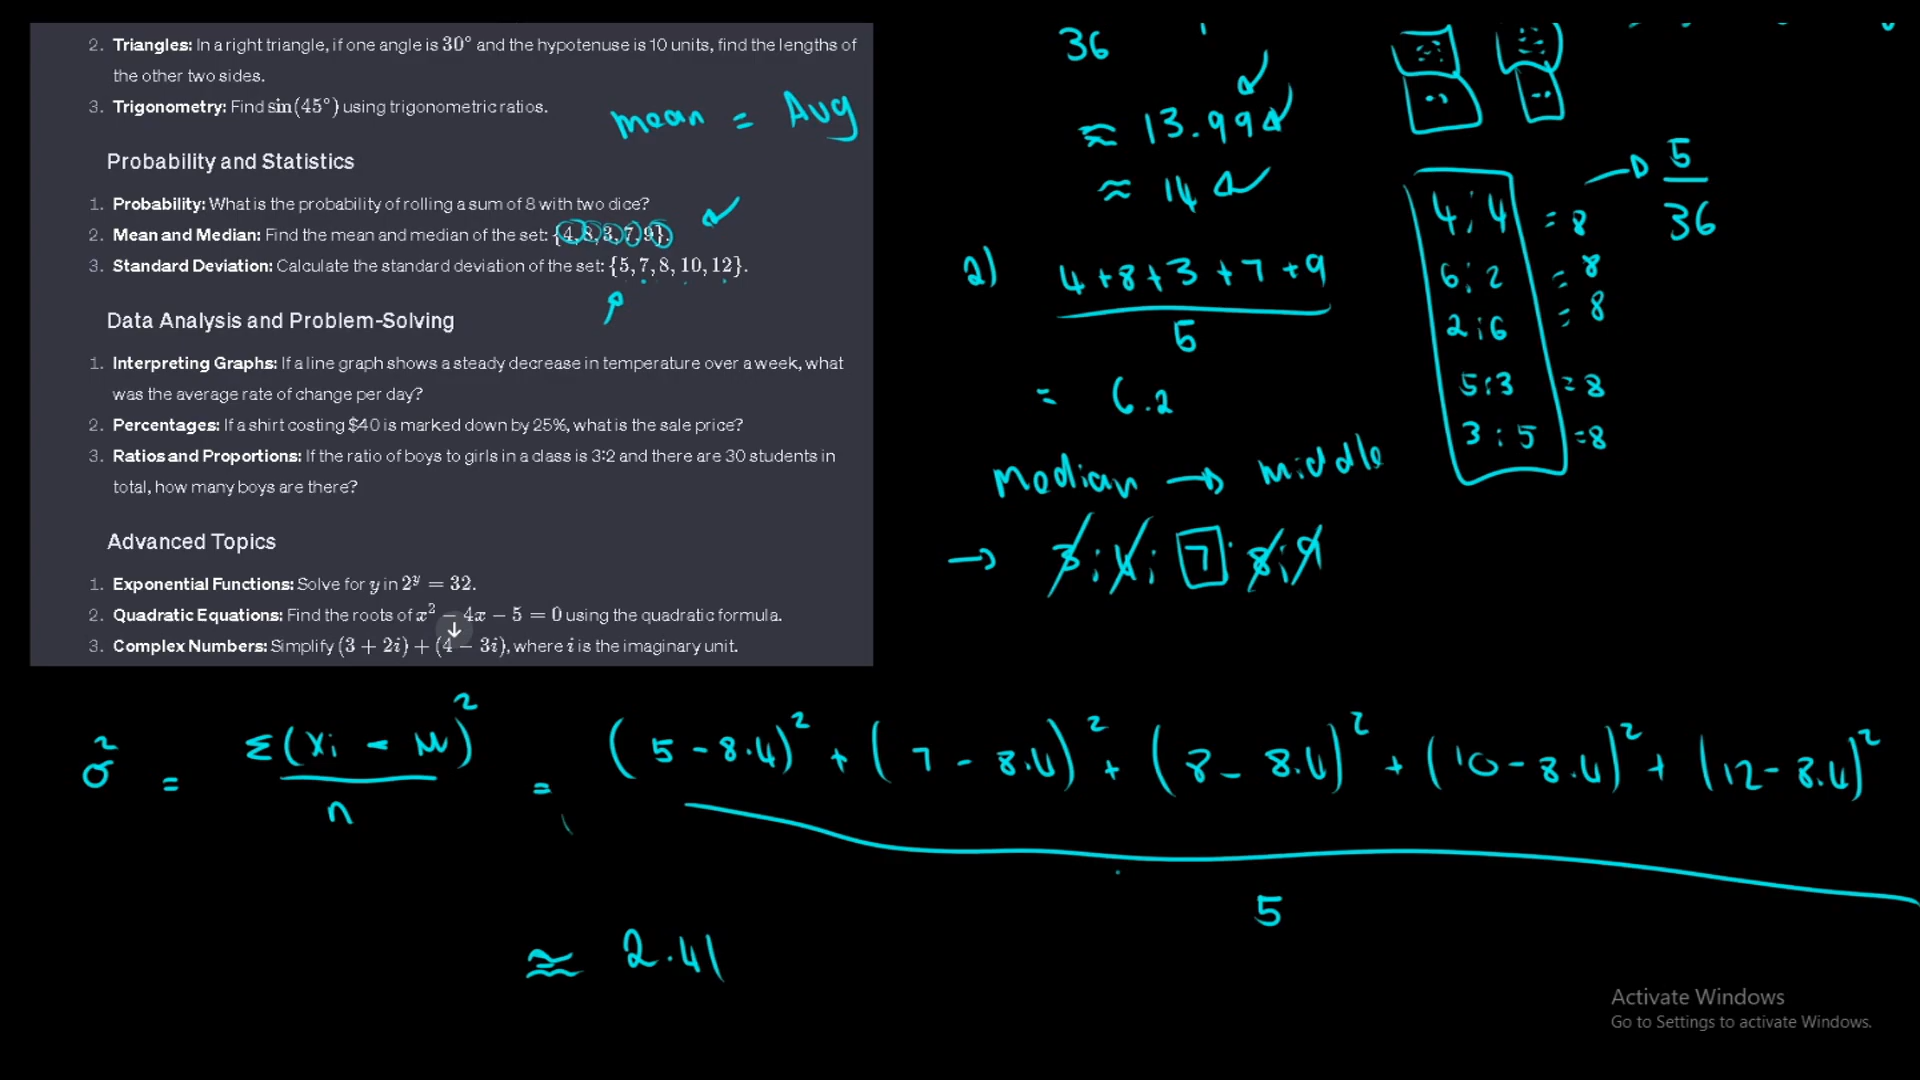 2. Triangles: In a right triangle, if one angle is 30° and the hypotenuse is 10 units, find the lengths of
the other two sides.
3. Trigonometry: Find sin(45°) using trigonometric ratios.
mean = Avg
Probability and Statistics
1. Probability: What is the probability of rolling a sum of 8 with two dice?
2. Mean and Median: Find the mean and median of the set: {4, 8, 3, 7, 9}.
3. Standard Deviation: Calculate the standard deviation of the set: {5, 7, 8, 10, 12}.
Data Analysis and Problem-Solving
1. Interpreting Graphs: If a line graph shows a steady decrease in temperature over a week, what
was the average rate of change per day?
2. Percentages: If a shirt costing $40 is marked down by 25%, what is the sale price?
3. Ratios and Proportions: If the ratio of boys to girls in a class is 3:2 and there are 30 students in
total, how many boys are there?
Advanced Topics
1. Exponential Functions: Solve for y in 2^y = 32.
2. Quadratic Equations: Find the roots of x² − 4x − 5 = 0 using the quadratic formula.
3. Complex Numbers: Simplify (3 + 2i) + (4 − 3i), where i is the imaginary unit.
36
≈ 13.99
≈ 14
2) 4+8+3+7+9
5
= 6.2
Median → middle
→ 3; 4; 7; 8; 9
4;4 = 8 → 5
36
6;2 = 8
2;6 = 8
5;3 = 8
3;5 = 8
σ² = Σ(xi - μ)² = (5-8.4)² + (7-8.4)² + (8-8.4)² + (10-8.4)² + (12-8.4)²
n
5
≈ 2.41
Activate Windows
Go to Settings to activate Windows.